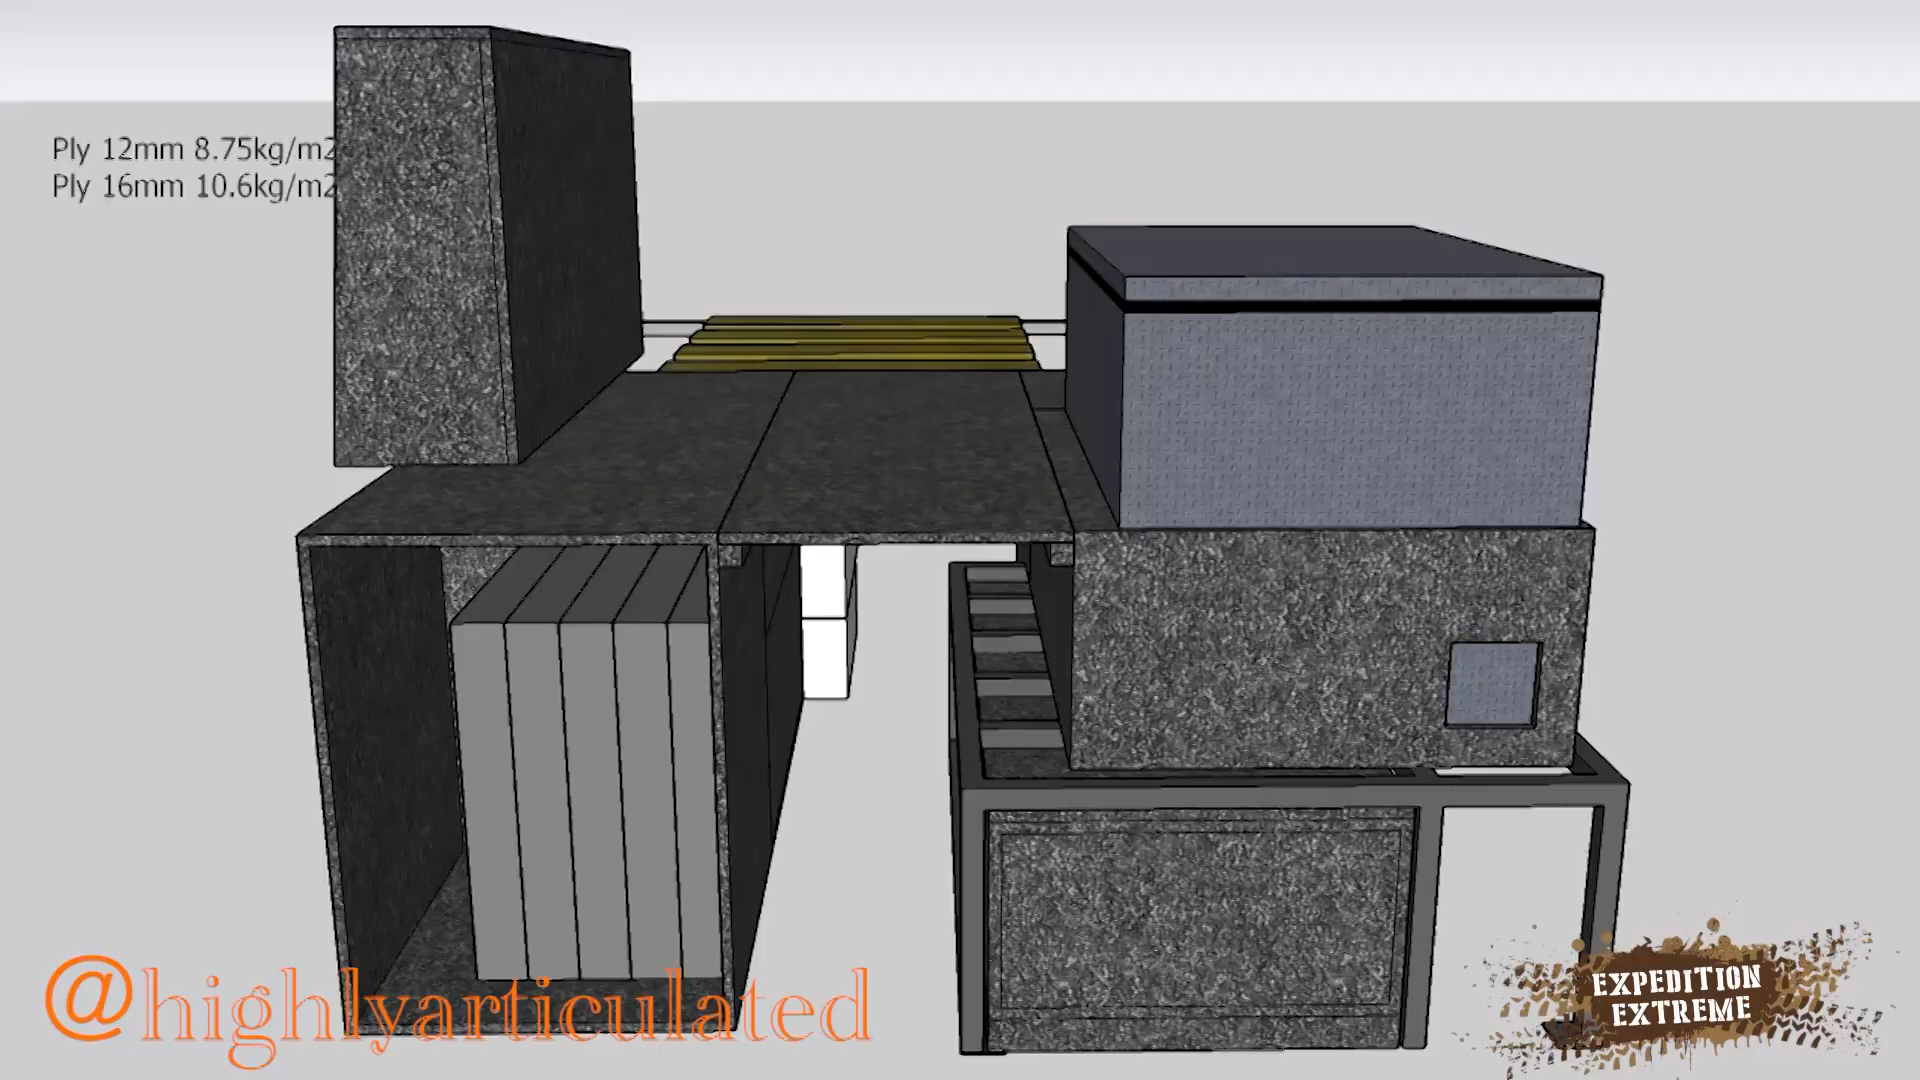 Ply 12mm 8.75kg/m2
Ply 16mm 10.6kg/m2
@highlyarticulated
EXPEDITION
EXTREME